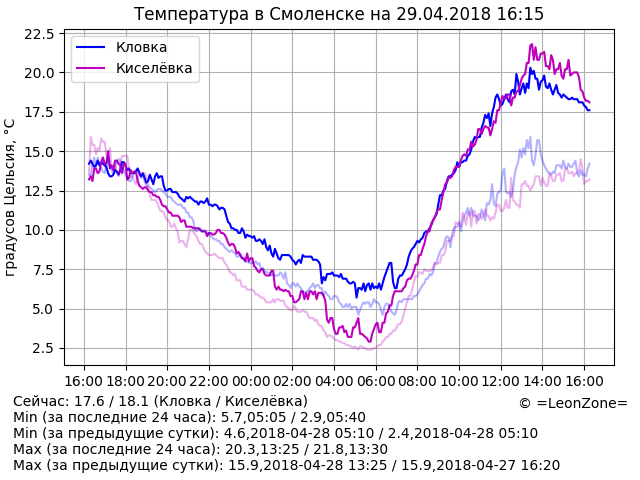 Температура в Смоленске на 29.04.2018 16:15
градусов Цельсия, °C
22.5
20.0
17.5
15.0
12.5
10.0
7.5
5.0
2.5
Кловка
Киселёвка
16:00 18:00 20:00 22:00 00:00 02:00 04:00 06:00 08:00 10:00 12:00 14:00 16:00
© =LeonZone=
Сейчас: 17.6 / 18.1 (Кловка / Киселёвка)
Min (за последние 24 часа): 5.7,05:05 / 2.9,05:40
Min (за предыдущие сутки): 4.6,2018-04-28 05:10 / 2.4,2018-04-28 05:10
Max (за последние 24 часа): 20.3,13:25 / 21.8,13:30
Max (за предыдущие сутки): 15.9,2018-04-28 13:25 / 15.9,2018-04-27 16:20